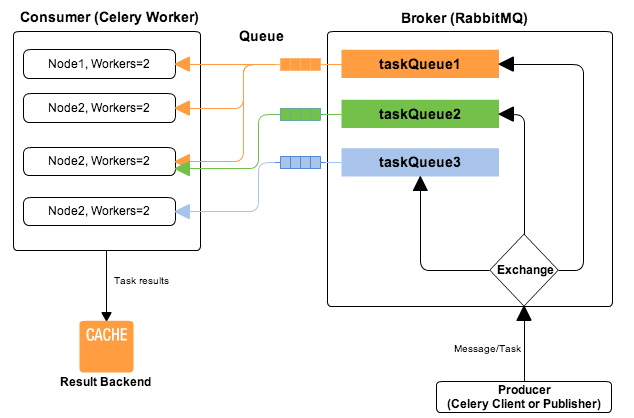 Consumer (Celery Worker)
Broker (RabbitMQ)
Queue
Node1, Workers=2
taskQueue1
Node2, Workers=2
taskQueue2
Node2, Workers=2
taskQueue3
Node2, Workers=2
Exchange
Task results
CACHE
Result Backend
Message/Task
Producer
(Celery Client or Publisher)